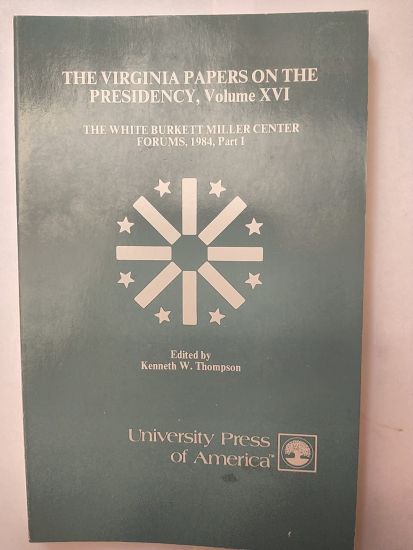 THE VIRGINIA PAPERS ON THE
PRESIDENCY, Volume XVI
THE WHITE BURKETT MILLER CENTER
FORUMS, 1984, Part I
Edited by
Kenneth W. Thompson
University Press
of America™